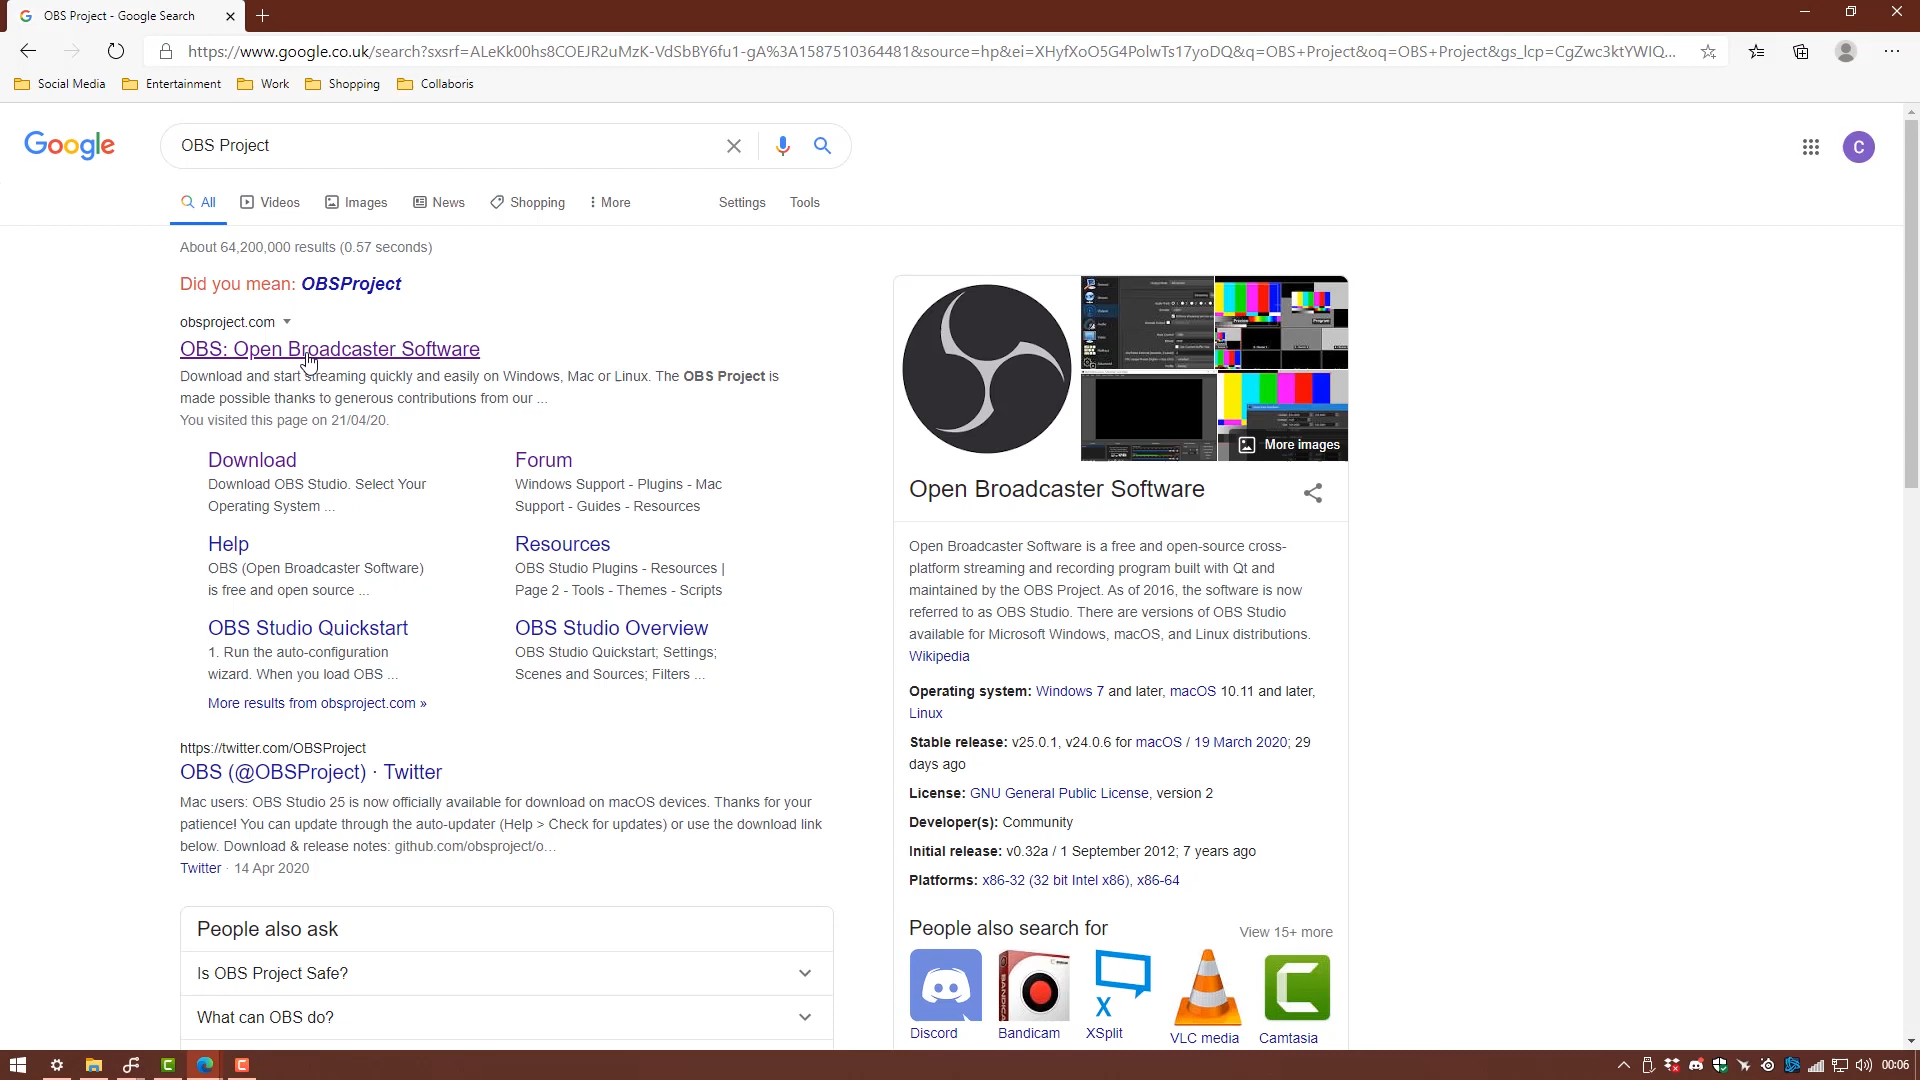 OBS Project - Google Search
https://www.google.co.uk/search?sxsrf=ALeKk00hs8COEJR2uMzK-VdSbBY6fu1-gA%3A1587510364481&source=hp&ei=XHyfXoO5G4PolwTs17yoDQ&q=OBS+Project&oq=OBS+Project&gs_lcp=CgZwc3ktYWIQ...
Social Media Entertainment Work Shopping Collaboris
Google OBS Project C
All Videos Images News Shopping More Settings Tools
About 64,200,000 results (0.57 seconds)
Did you mean: OBSProject
obsproject.com
OBS: Open Broadcaster Software
Download and start streaming quickly and easily on Windows, Mac or Linux. The OBS Project is
made possible thanks to generous contributions from our ...
You visited this page on 21/04/20.
Download
Download OBS Studio. Select Your
Operating System ...
Forum
Windows Support - Plugins - Mac
Support - Guides - Resources
Help
OBS (Open Broadcaster Software)
is free and open source ...
Resources
OBS Studio Plugins - Resources |
Page 2 - Tools - Themes - Scripts
OBS Studio Quickstart
1. Run the auto-configuration
wizard. When you load OBS ...
OBS Studio Overview
OBS Studio Quickstart; Settings;
Scenes and Sources; Filters ...
More results from obsproject.com »
https://twitter.com/OBSProject
OBS (@OBSProject) · Twitter
Mac users: OBS Studio 25 is now officially available for download on macOS devices. Thanks for your
patience! You can update through the auto-updater (Help > Check for updates) or use the download link
below. Download & release notes: github.com/obsproject/o...
Twitter · 14 Apr 2020
People also ask
Is OBS Project Safe?
What can OBS do?
More images
Open Broadcaster Software
Open Broadcaster Software is a free and open-source cross-
platform streaming and recording program built with Qt and
maintained by the OBS Project. As of 2016, the software is now
referred to as OBS Studio. There are versions of OBS Studio
available for Microsoft Windows, macOS, and Linux distributions.
Wikipedia
Operating system: Windows 7 and later, macOS 10.11 and later,
Linux
Stable release: v25.0.1, v24.0.6 for macOS / 19 March 2020; 29
days ago
License: GNU General Public License, version 2
Developer(s): Community
Initial release: v0.32a / 1 September 2012; 7 years ago
Platforms: x86-32 (32 bit Intel x86), x86-64
People also search for View 15+ more
BANDICAM
Discord Bandicam XSplit VLC media Camtasia
00:06